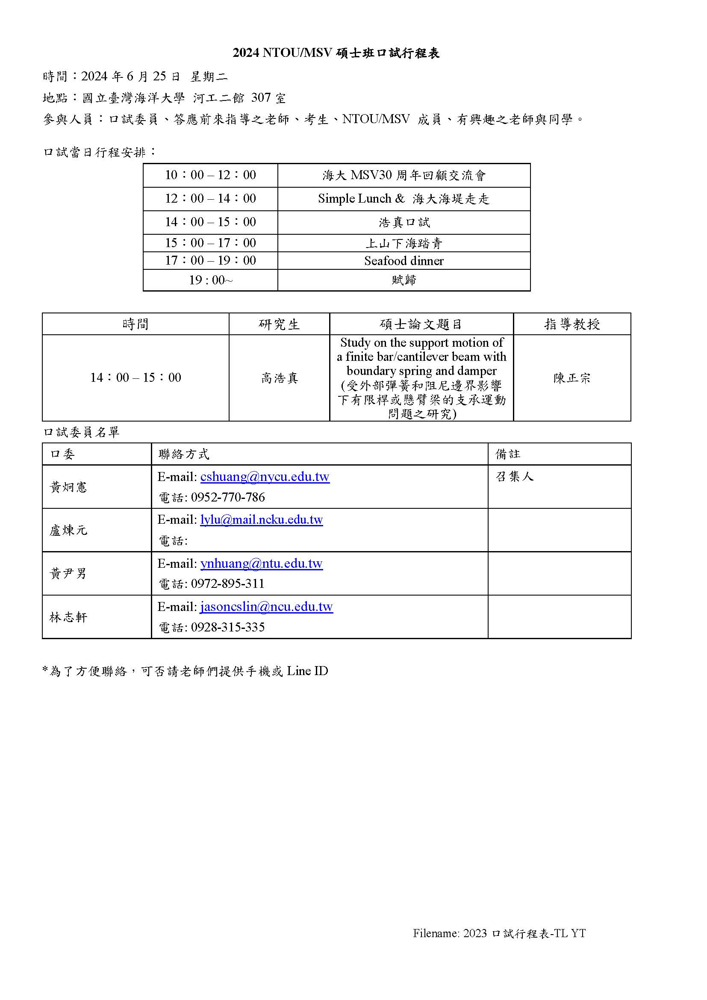 2024 NTOU/MSV 碩士班口試行程表
時間：2024 年 6 月 25 日 星期二
地點：國立臺灣海洋大學 河工二館 307 室
參與人員：口試委員、答應前來指導之老師、考生、NTOU/MSV 成員、有興趣之老師與同學。
口試當日行程安排：
10：00 – 12：00 海大 MSV30 周年回顧交流會
12：00 – 14：00 Simple Lunch & 海大海堤走走
14：00 – 15：00 浩真口試
15：00 – 17：00 上山下海踏青
17：00 – 19：00 Seafood dinner
19 : 00~ 賦歸
時間 研究生 碩士論文題目 指導教授
14：00 – 15：00 高浩真
Study on the support motion of
a finite bar/cantilever beam with
boundary spring and damper
(受外部彈簧和阻尼邊界影響
下有限桿或懸臂梁的支承運動
問題之研究)
陳正宗
口試委員名單
口委 聯絡方式 備註
黃炯憲
E-mail: cshuang@nycu.edu.tw
電話: 0952-770-786
召集人
盧煉元
E-mail: lylu@mail.ncku.edu.tw
電話:
黃尹男
E-mail: ynhuang@ntu.edu.tw
電話: 0972-895-311
林志軒
E-mail: jasoncslin@ncu.edu.tw
電話: 0928-315-335
*為了方便聯絡，可否請老師們提供手機或 Line ID
Filename: 2023 口試行程表-TL YT